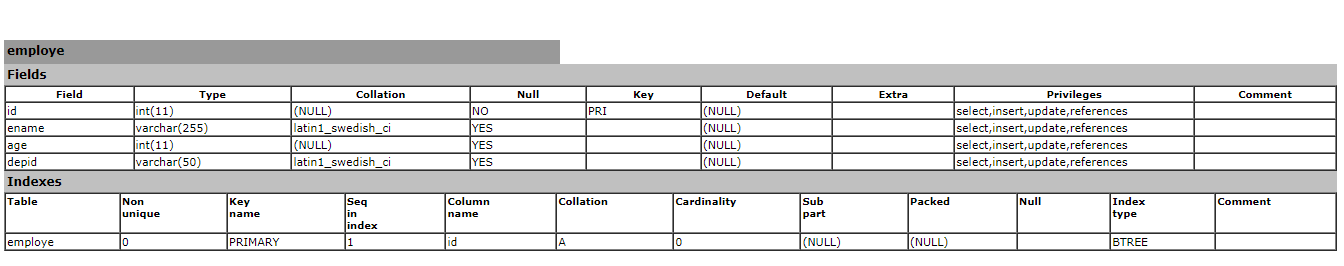 employe
Fields
Field Type Collation Null Key Default Extra Privileges Comment
id int(11) (NULL) NO PRI (NULL) select,insert,update,references
ename varchar(255) latin1_swedish_ci YES (NULL) select,insert,update,references
age int(11) (NULL) YES (NULL) select,insert,update,references
depid varchar(50) latin1_swedish_ci YES (NULL) select,insert,update,references
Indexes
Table Non unique Key name Seq in index Column name Collation Cardinality Sub part Packed Null Index type Comment
employe 0 PRIMARY 1 id A 0 (NULL) (NULL) BTREE